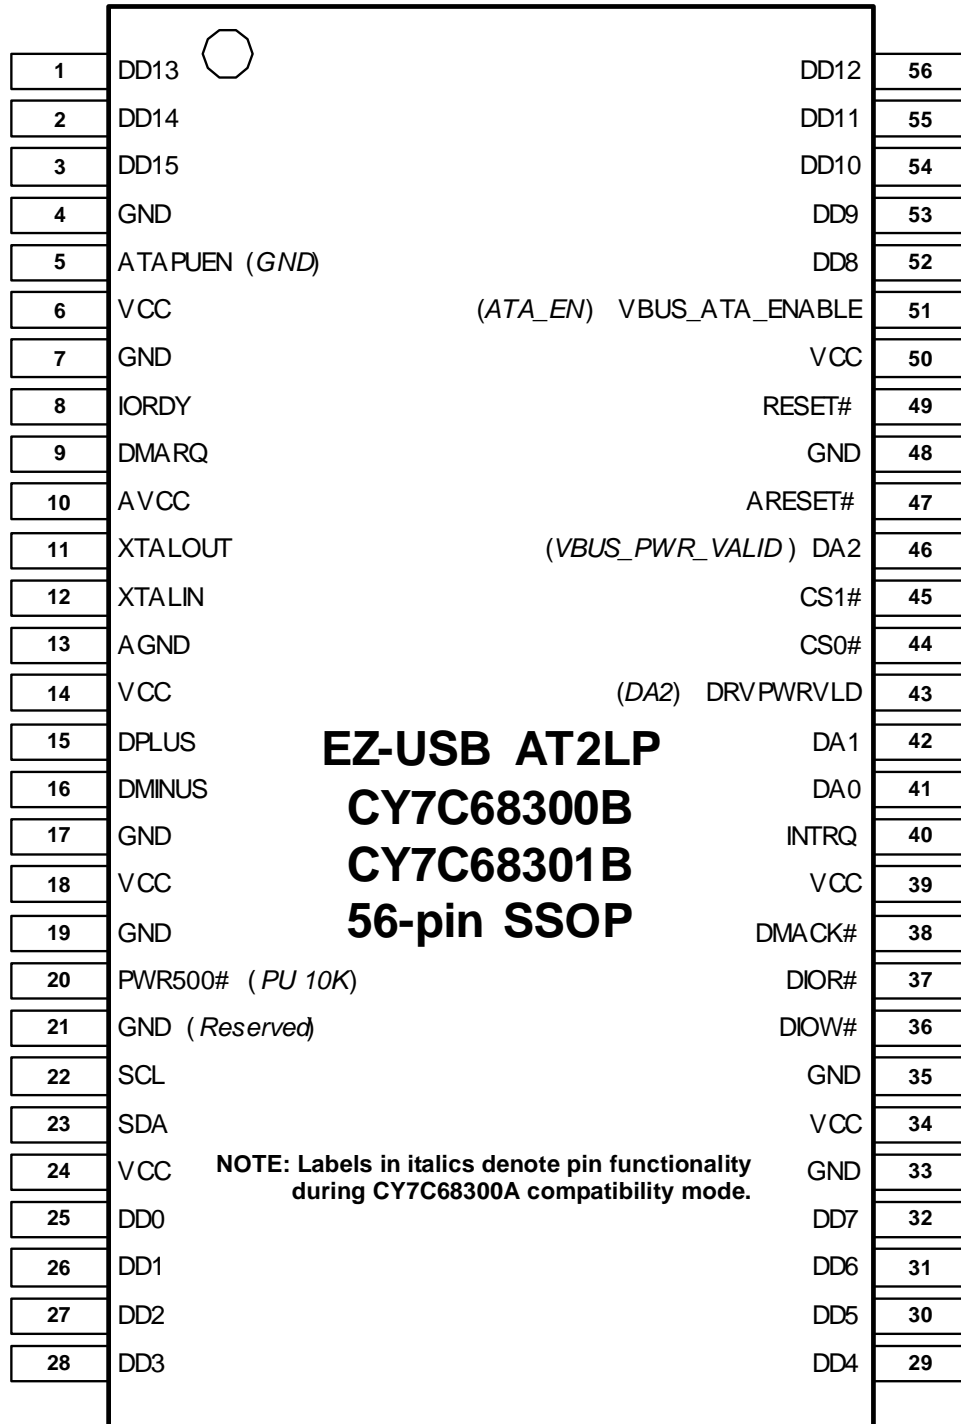 1 DD13 DD12 56
2 DD14 DD11 55
3 DD15 DD10 54
4 GND DD9 53
5 ATAPUEN (GND) DD8 52
6 VCC (ATA_EN) VBUS_ATA_ENABLE 51
7 GND VCC 50
8 IORDY RESET# 49
9 DMARQ GND 48
10 AVCC ARESET# 47
11 XTALOUT (VBUS_PWR_VALID) DA2 46
12 XTALIN CS1# 45
13 AGND CS0# 44
14 VCC (DA2) DRVPWRVLD 43
15 DPLUS DA1 42
16 DMINUS DA0 41
17 GND INTRQ 40
18 VCC VCC 39
19 GND DMACK# 38
20 PWR500# (PU 10K) DIOR# 37
21 GND (Reserved) DIOW# 36
22 SCL GND 35
23 SDA VCC 34
24 VCC GND 33
25 DD0 DD7 32
26 DD1 DD6 31
27 DD2 DD5 30
28 DD3 DD4 29
EZ-USB AT2LP
CY7C68300B
CY7C68301B
56-pin SSOP
NOTE: Labels in italics denote pin functionality
during CY7C68300A compatibility mode.